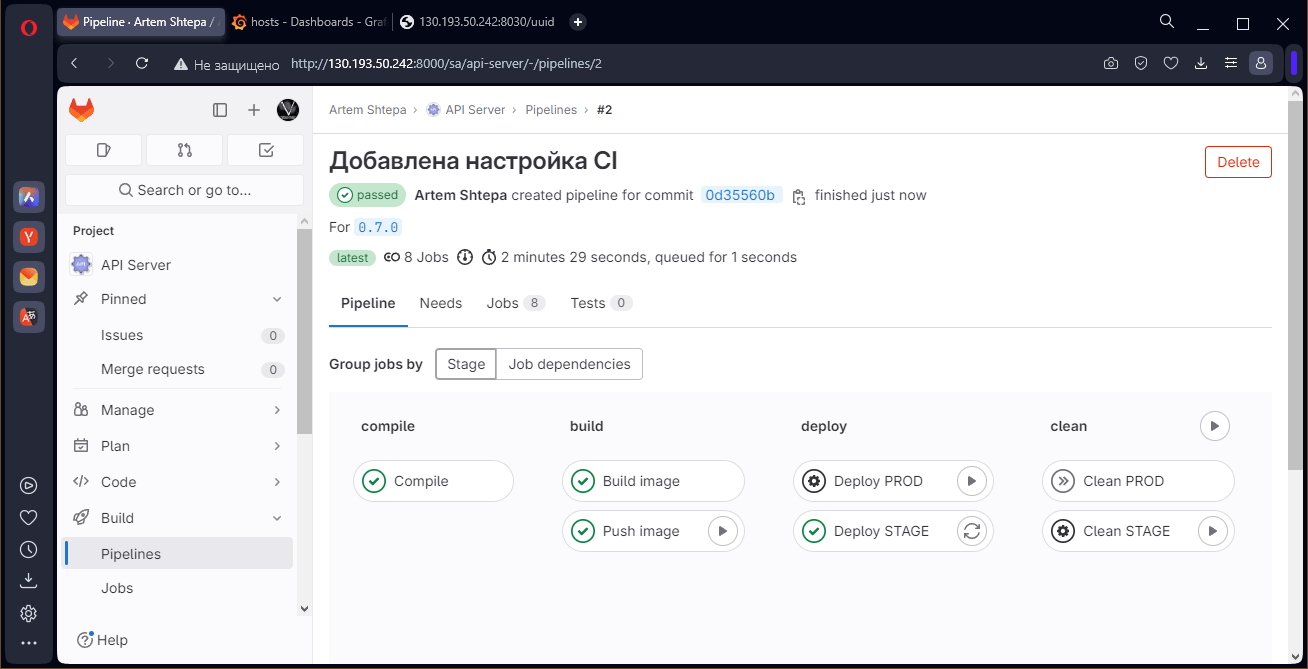 Pipeline · Artem Shtepa /
hosts - Dashboards - Graf
130.193.50.242:8030/uuid
Не защищено
http://130.193.50.242:8000/sa/api-server/-/pipelines/2
Search or go to...
Project
API Server
Pinned
Issues 0
Merge requests 0
Manage
Plan
Code
Build
Pipelines
Jobs
Help
Artem Shtepa › API Server › Pipelines › #2
Добавлена настройка CI
Delete
passed Artem Shtepa created pipeline for commit 0d35560b finished just now
For 0.7.0
latest 8 Jobs 2 minutes 29 seconds, queued for 1 seconds
Pipeline Needs Jobs 8 Tests 0
Group jobs by Stage Job dependencies
compile build deploy clean
Compile Build image Deploy PROD Clean PROD
Push image Deploy STAGE Clean STAGE